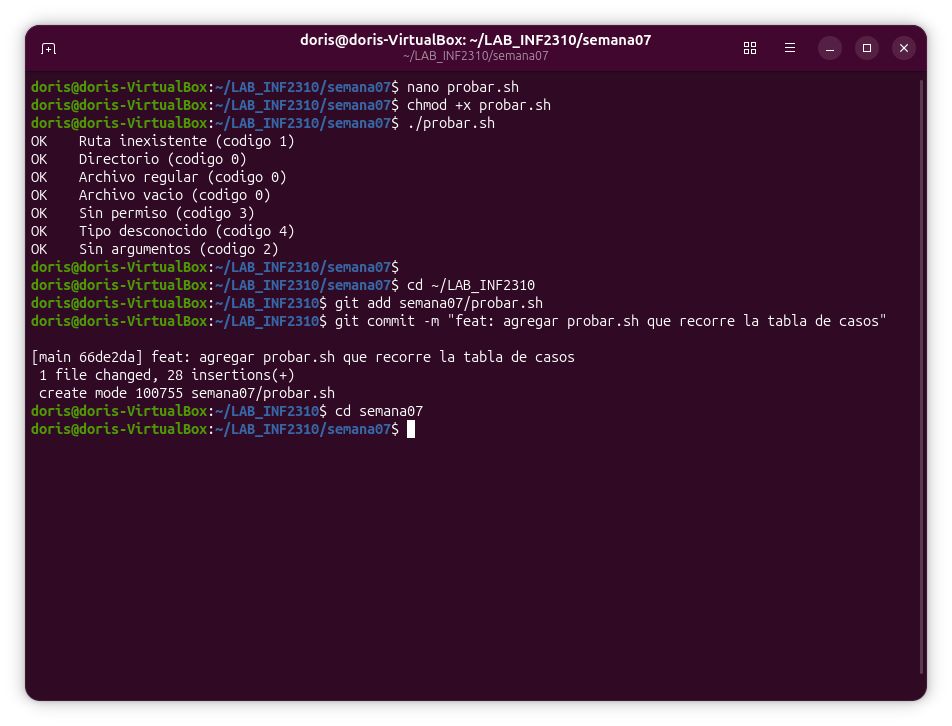 doris@doris-VirtualBox: ~/LAB_INF2310/semana07
~/LAB_INF2310/semana07
doris@doris-VirtualBox:~/LAB_INF2310/semana07$ nano probar.sh
doris@doris-VirtualBox:~/LAB_INF2310/semana07$ chmod +x probar.sh
doris@doris-VirtualBox:~/LAB_INF2310/semana07$ ./probar.sh
OK    Ruta inexistente (codigo 1)
OK    Directorio (codigo 0)
OK    Archivo regular (codigo 0)
OK    Archivo vacio (codigo 0)
OK    Sin permiso (codigo 3)
OK    Tipo desconocido (codigo 4)
OK    Sin argumentos (codigo 2)
doris@doris-VirtualBox:~/LAB_INF2310/semana07$
doris@doris-VirtualBox:~/LAB_INF2310/semana07$ cd ~/LAB_INF2310
doris@doris-VirtualBox:~/LAB_INF2310$ git add semana07/probar.sh
doris@doris-VirtualBox:~/LAB_INF2310$ git commit -m "feat: agregar probar.sh que recorre la tabla de casos"
[main 66de2da] feat: agregar probar.sh que recorre la tabla de casos
 1 file changed, 28 insertions(+)
 create mode 100755 semana07/probar.sh
doris@doris-VirtualBox:~/LAB_INF2310$ cd semana07
doris@doris-VirtualBox:~/LAB_INF2310/semana07$